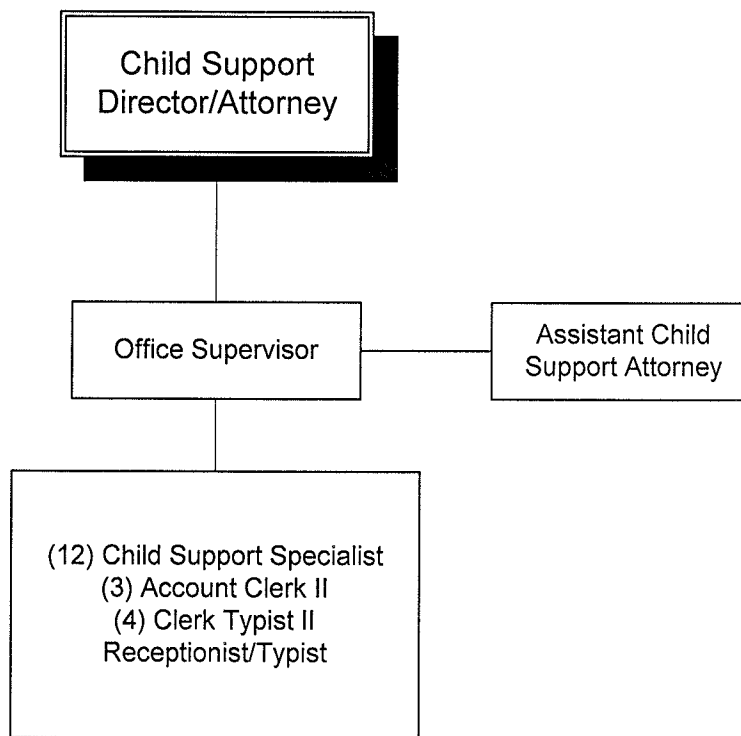 Child Support
Director/Attorney
Office Supervisor
Assistant Child
Support Attorney
(12) Child Support Specialist
(3) Account Clerk II
(4) Clerk Typist II
Receptionist/Typist